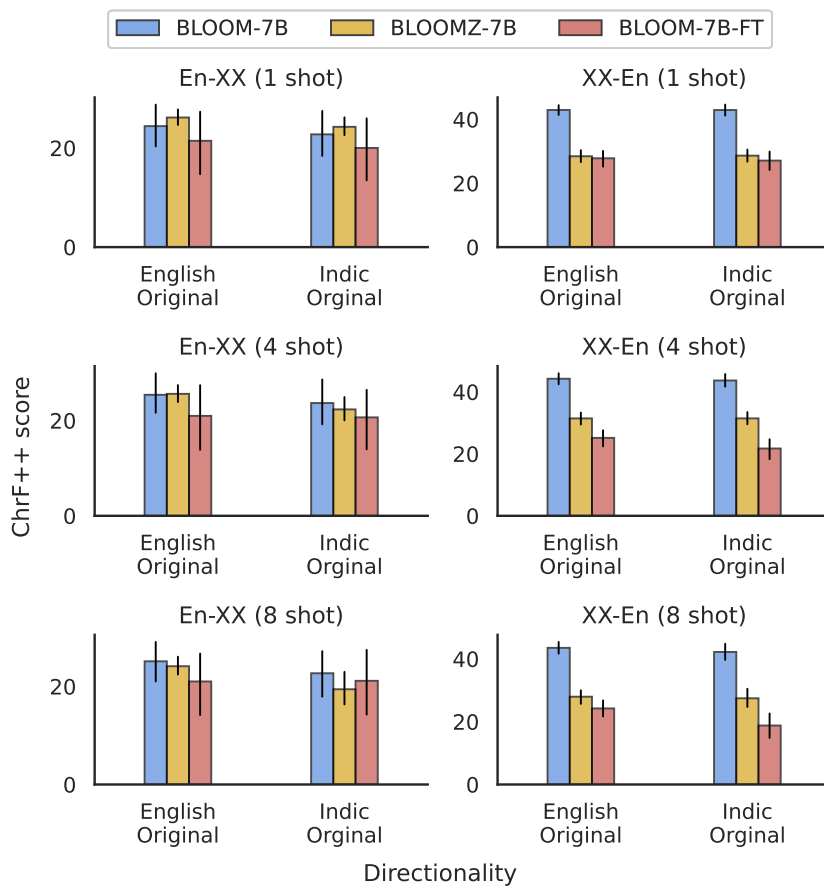 BLOOM-7B BLOOMZ-7B BLOOM-7B-FT
En-XX (1 shot) XX-En (1 shot)
20
0
40
20
0
English Original
Indic Orginal
English Original
Indic Orginal
En-XX (4 shot) XX-En (4 shot)
20
0
40
20
0
English Original
Indic Orginal
English Original
Indic Orginal
En-XX (8 shot) XX-En (8 shot)
20
0
40
20
0
English Original
Indic Orginal
English Original
Indic Orginal
ChrF++ score
Directionality